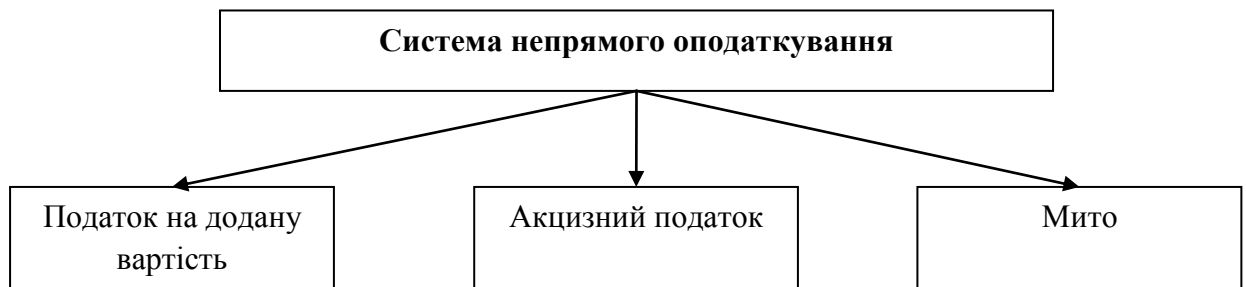 Система непрямого оподаткування
Податок на додану
вартість
Акцизний податок
Мито